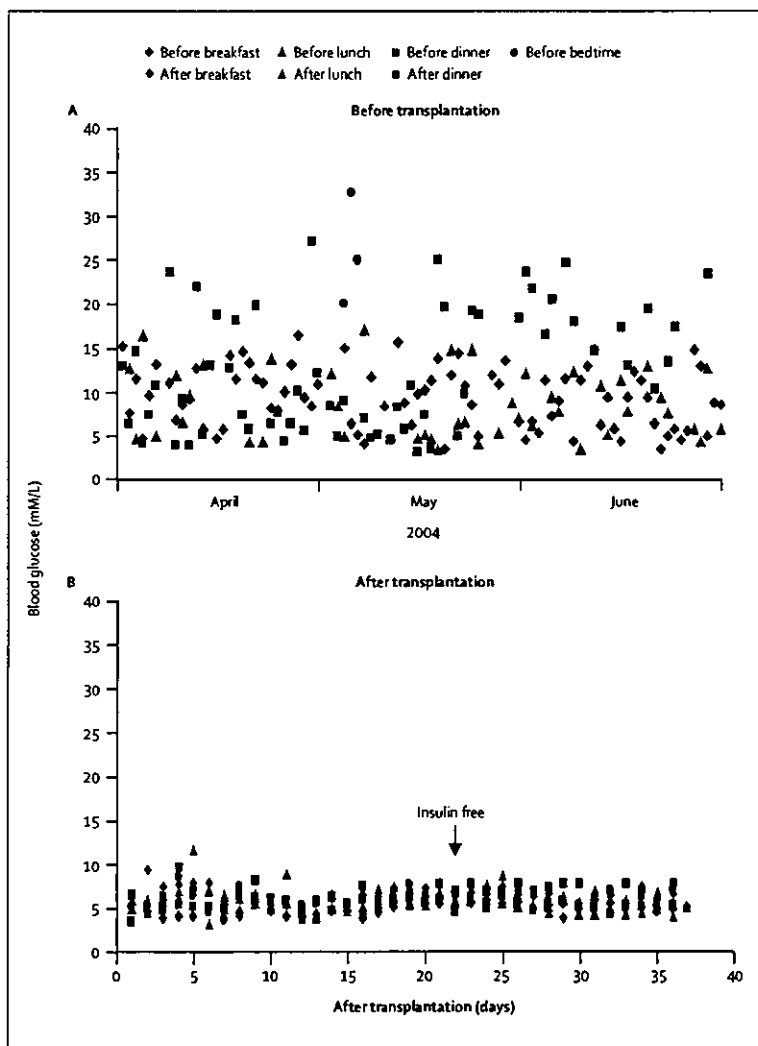 Before breakfast Before lunch Before dinner Before bedtime
After breakfast After lunch After dinner
A Before transplantation
40
35
30
25
20
15
10
5
0
April May June
2004
Blood glucose (mM/L)
B After transplantation
40
35
30
25
20
15
10
5
0
Insulin free
0 5 10 15 20 25 30 35 40
After transplantation (days)